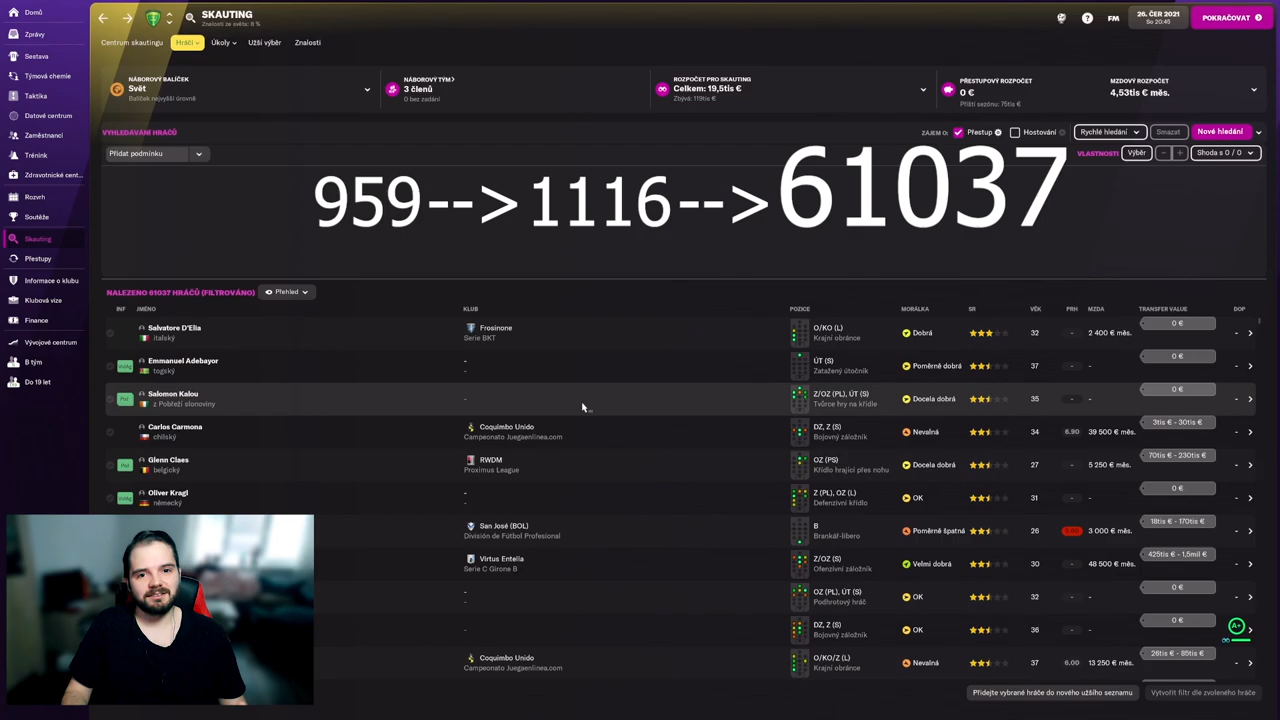 Domů
SKAUTING
Znalosti ze světa: 8 %
26. ČER 2021
So 20:45
POKRAČOVAT
FM
Zprávy
Centrum skautingu
Hráči
Úkoly
Užší výběr
Znalosti
Sestava
Týmová chemie
Taktika
Datové centrum
Zaměstnanci
Trénink
Zdravotnické cent...
Rozvrh
Soutěže
Skauting
Přestupy
Informace o klubu
Klubová vize
Finance
Vývojové centrum
B tým
Do 19 let
NÁBOROVÝ BALÍČEK
Svět
Balíček nejvyšší úrovně
NÁBOROVÝ TÝM>
3 členů
0 bez zadání
ROZPOČET PRO SKAUTING
Celkem: 19,5tis €
Zbývá: 119tis €
PŘESTUPOVÝ ROZPOČET
0 €
Příští sezónu: 75tis €
MZDOVÝ ROZPOČET
4,53tis € měs.
VYHLEDÁVÁNÍ HRÁČŮ
ZÁJEM O:
Přestup
Hostování
Rychlé hledání
Smazat
Nové hledání
Přidat podmínku
VLASTNOSTI
Výběr
Shoda s 0 / 0
959-->1116-->61037
NALEZENO 61037 HRÁČŮ (FILTROVÁNO)
Přehled
INF JMÉNO KLUB POZICE MORÁLKA SR VĚK PRH MZDA TRANSFER VALUE DOP
Salvatore D'Elia Frosinone O/KO (L) Dobrá 32 - 2 400 € měs. 0 € -
italský Serie BKT Krajní obránce
Emmanuel Adebayor - ÚT (S) Poměrně dobrá 37 - - 0 € -
togský - Zatažený útočník
Salomon Kalou - Z/OZ (PL), ÚT (S) Docela dobrá 35 - - 0 € -
z Pobřeží slonoviny - Tvůrce hry na křídle
Carlos Carmona Coquimbo Unido DZ, Z (S) Nevalná 34 6.90 39 500 € měs. 3tis € - 30tis € -
chilský Campeonato Juegaenlinea.com Bojovný záložník
Glenn Claes RWDM OZ (PS) Docela dobrá 27 - 5 250 € měs. 70tis € - 230tis € -
belgický Proximus League Křídlo hrající přes nohu
Oliver Kragl - Z (PL), OZ (L) OK 31 - - 0 € -
německý - Defenzivní křídlo
San José (BOL) B Poměrně špatná 26 3 000 € měs. 18tis € - 170tis € -
División de Fútbol Profesional Brankář-libero
Virtus Entella Z/OZ (S) Velmi dobrá 30 - 48 500 € měs. 425tis € - 1,5mil € -
Serie C Girone B Ofenzivní záložník
- OZ (PL), ÚT (S) OK 32 - - 0 € -
- Podhrotový hráč
- DZ, Z (S) OK 36 - - 0 €
- Bojovný záložník
A+
Coquimbo Unido O/KO/Z (L) Nevalná 37 6.00 13 250 € měs. 26tis € - 85tis € -
Campeonato Juegaenlinea.com Krajní obránce
Přidejte vybrané hráče do nového užšího seznamu
Vytvořit filtr dle zvoleného hráče